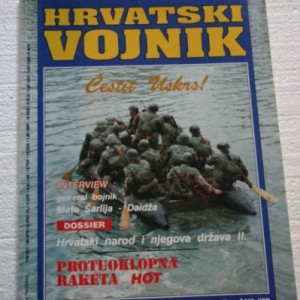 HRVATSKI
VOJNIK
Čestit Uskrs!
INTERVIEW -
general bojnik
Mate Šarlija - Daidža
DOSSIER
Hrvatski narod i njegova država II.
PROTUOKLOPNA
RAKETA HOT